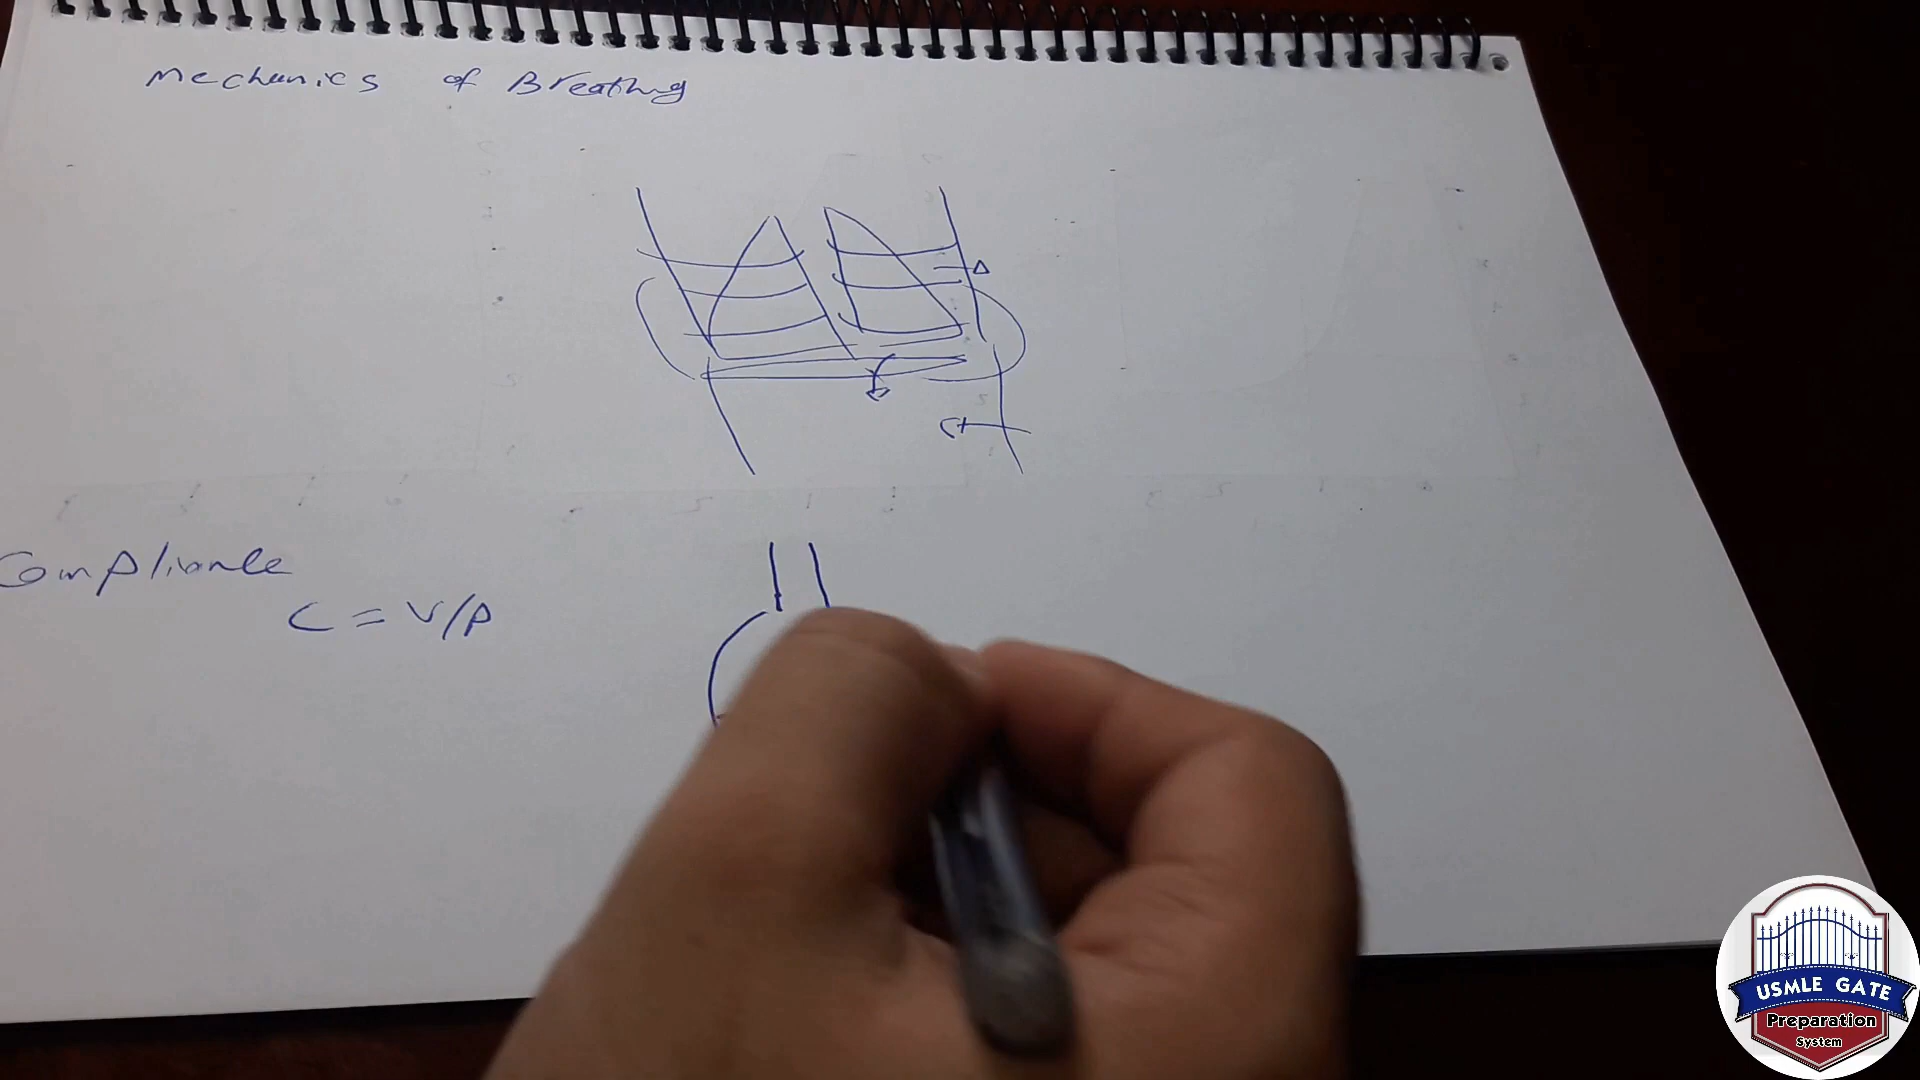 Mechanics of Breathing
Compliance
C = V/P
USMLE GATE
Preparation
System